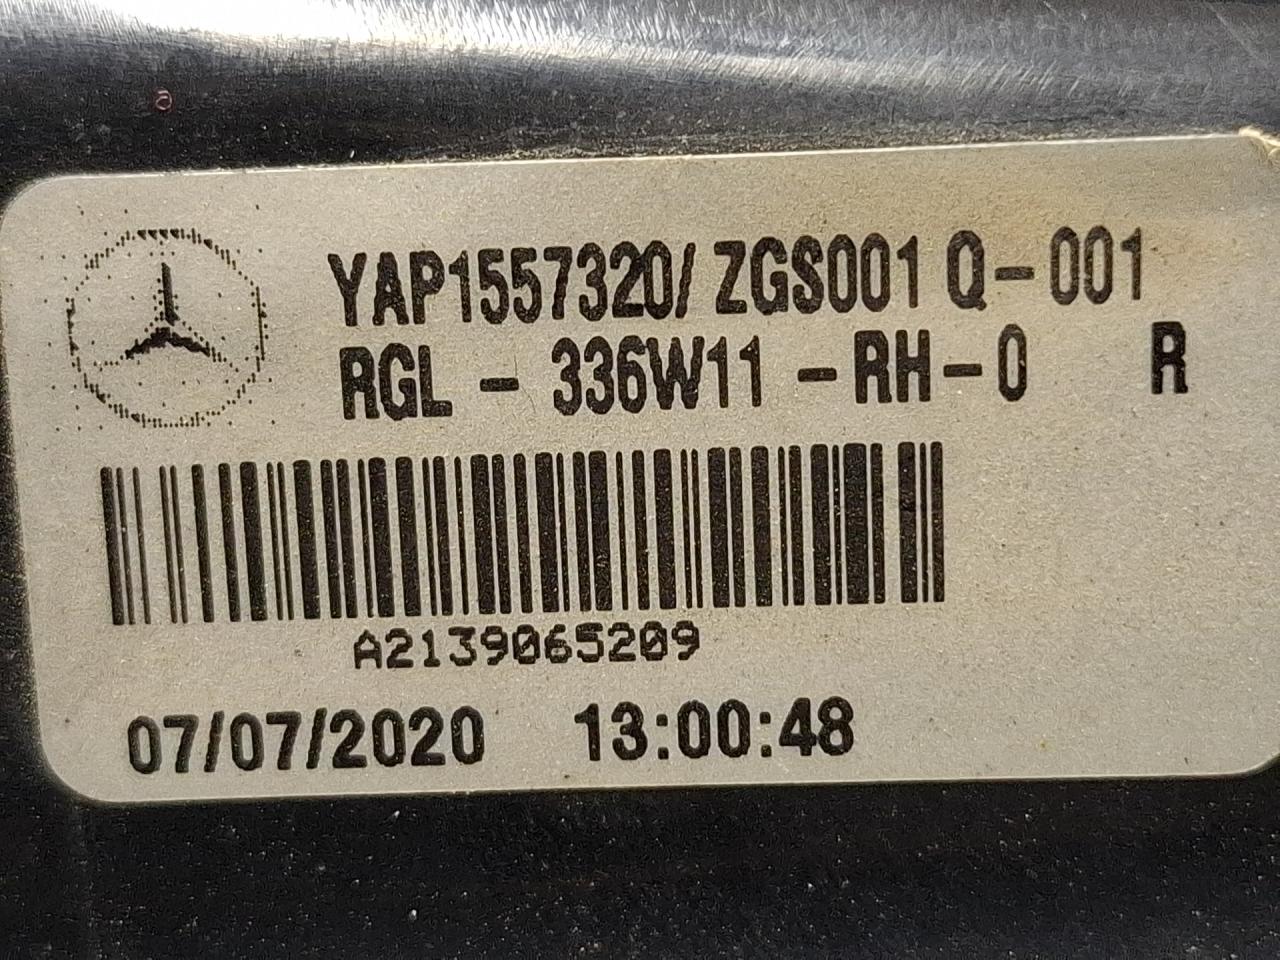 YAP1557320/ ZGS001 Q-001
RGL - 336W11 -RH-0 R
A2139065209
07/07/2020 13:00:48